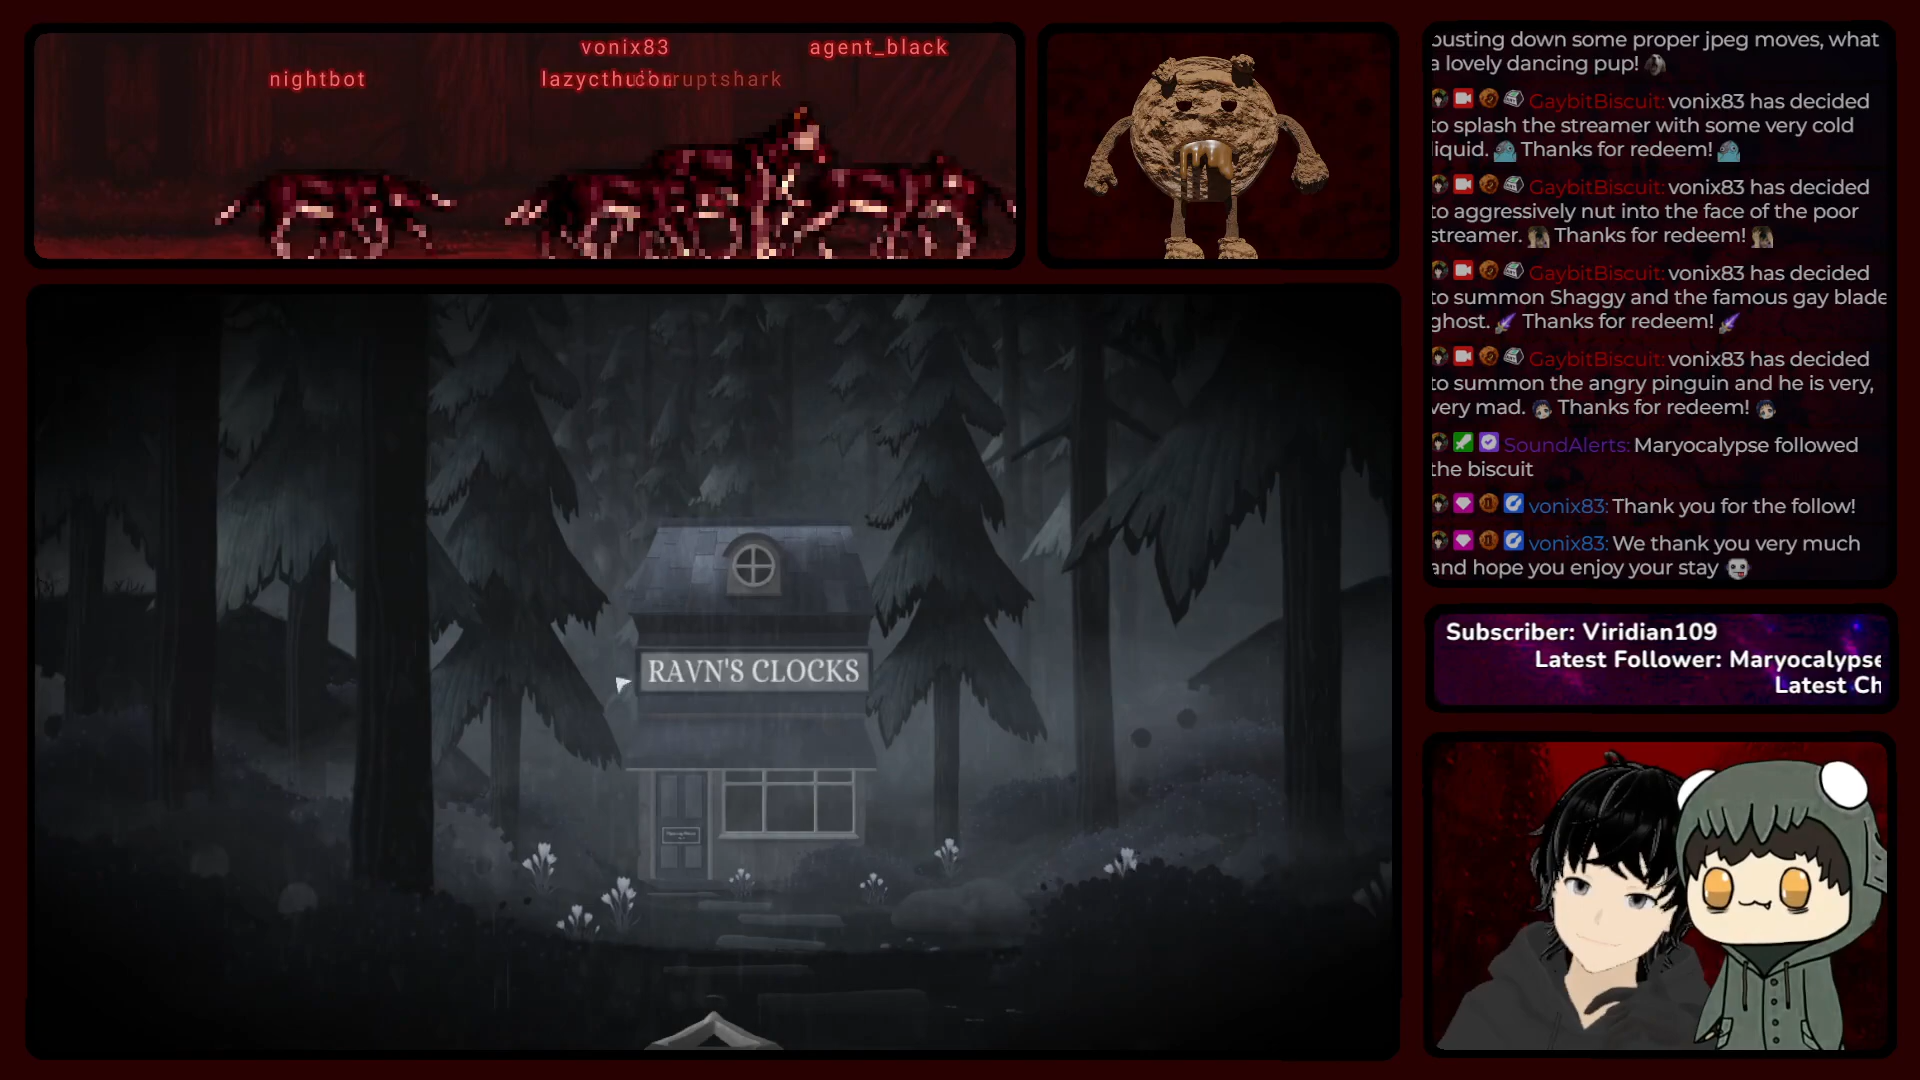 vonix83
agent_black
nightbot
lazycthu
ruptshark
busting down some proper jpeg moves, what
a lovely dancing pup!
GaybitBiscuit: vonix83 has decided
to splash the streamer with some very cold
liquid. Thanks for redeem!
GaybitBiscuit: vonix83 has decided
to aggressively nut into the face of the poor
streamer. Thanks for redeem!
GaybitBiscuit: vonix83 has decided
to summon Shaggy and the famous gay blade
ghost. Thanks for redeem!
GaybitBiscuit: vonix83 has decided
to summon the angry pinguin and he is very,
very mad. Thanks for redeem!
SoundAlerts: Maryocalypse followed
the biscuit
vonix83: Thank you for the follow!
vonix83: We thank you very much
and hope you enjoy your stay
RAVN'S CLOCKS
Subscriber: Viridian109
Latest Follower: Maryocalypse
Latest Ch